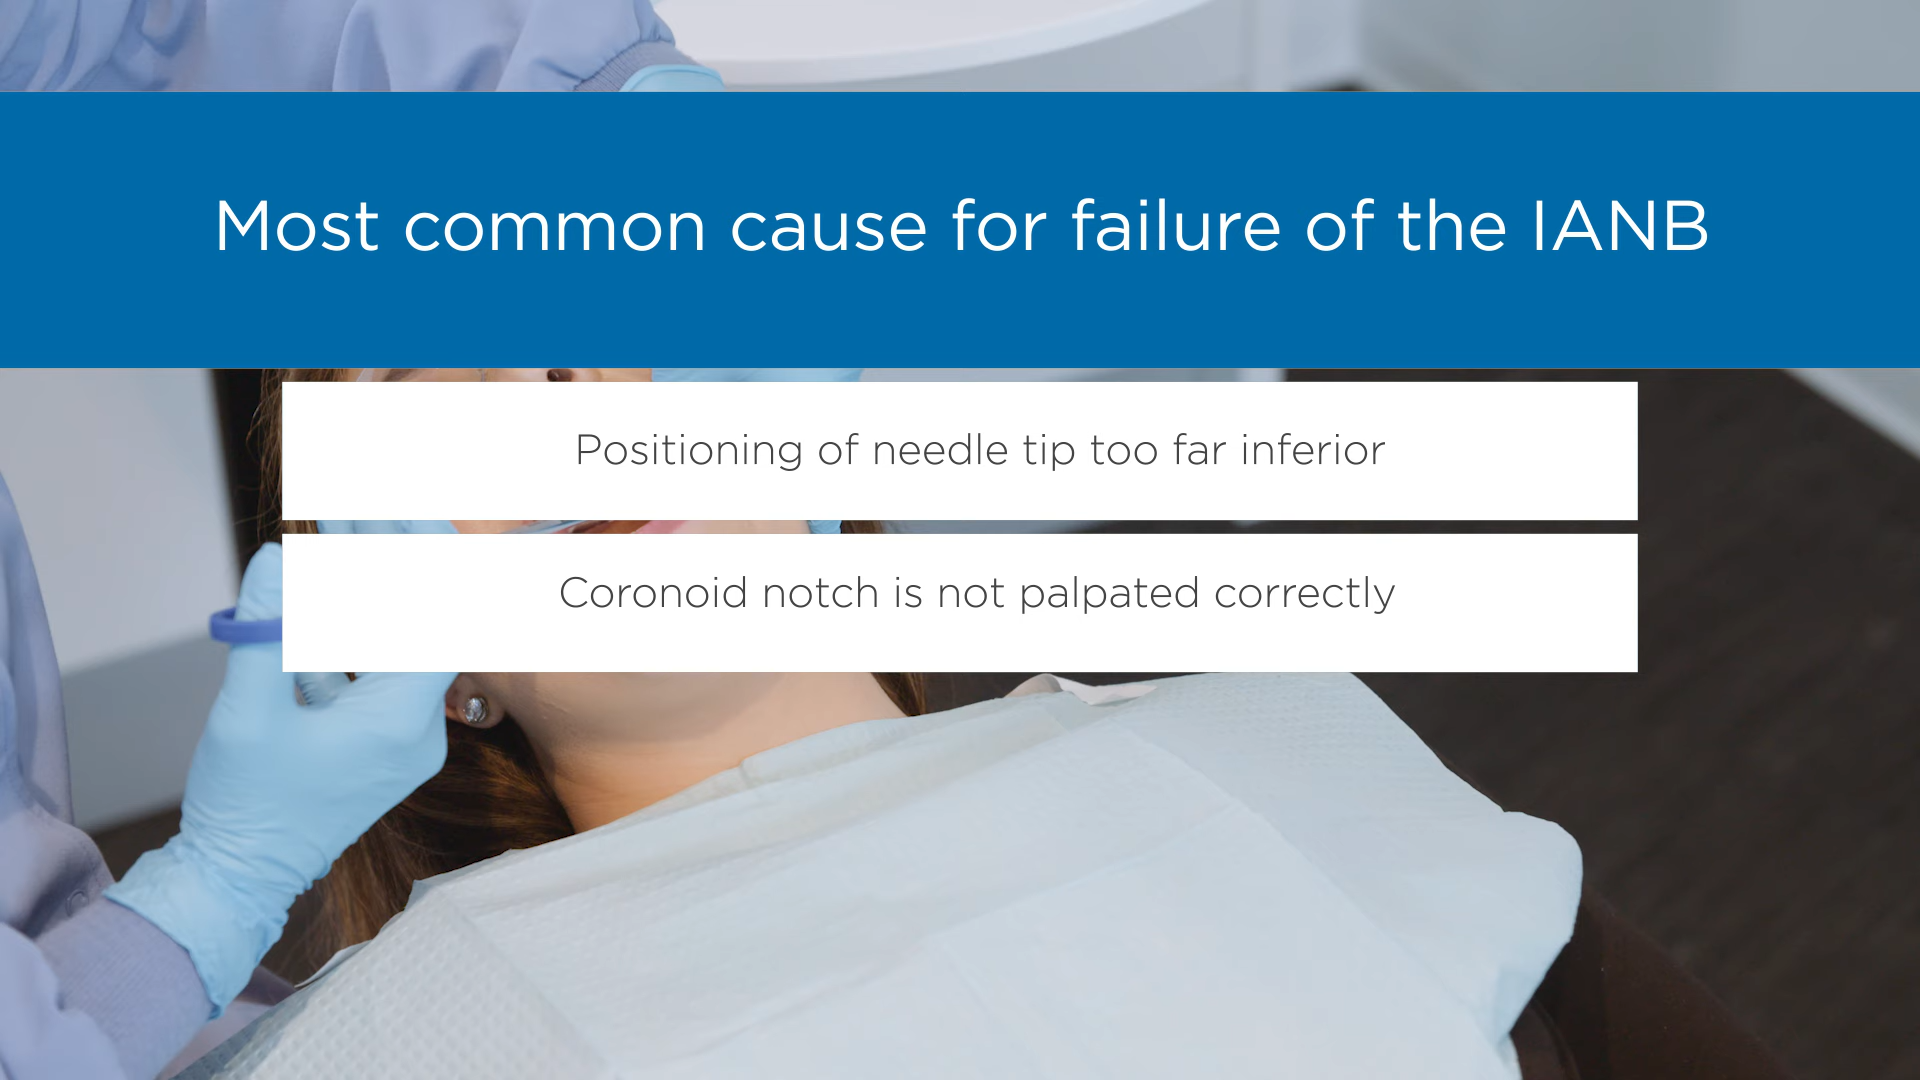 Most common cause for failure of the IANB
Positioning of needle tip too far inferior
Coronoid notch is not palpated correctly